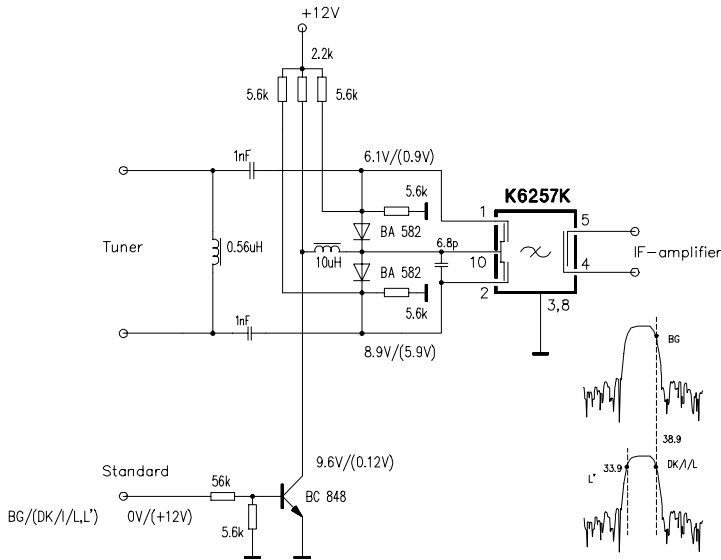 +12V
2.2k
5.6k
5.6k
1nF
6.1V/(0.9V)
5.6k
K6257K
1
5
BA 582
6.8p
Tuner
0.56uH
10uH
10
IF-amplifier
4
BA 582
2
5.6k
3,8
1nF
8.9V/(5.9V)
BG
38.9
9.6V/(0.12V)
Standard
33.9
DK/I/L
L'
56k
BC 848
BG/(DK/I/L,L')
0V/(+12V)
5.6k